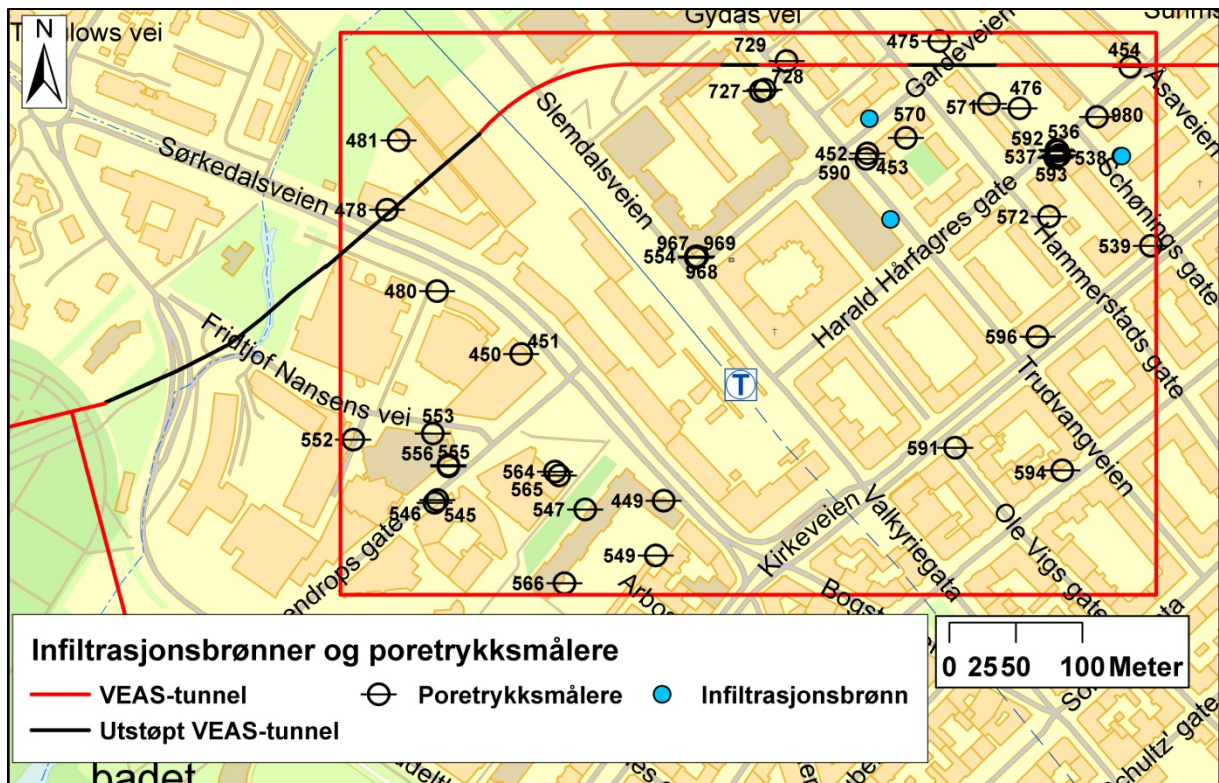 N
Gydas vei
Sørkedalsveien
Slemdalsveien
Gardeveien
Åsaveien
Schønings gate
Hammerstads gate
Harald Hårfagres gate
Trudvangveien
Fridtjof Nansens vei
Kirkeveien
Valkyriegata
Ole Vigs gate
endrops gate
T
729
728
727
475
454
476
571
980
570
452
453
590
592
536
537
538
593
572
539
481
478
967
969
554
968
480
451
450
596
553
552
556
555
564
565
546
545
547
449
549
566
591
594
Infiltrasjonsbrønner og poretrykksmålere
VEAS-tunnel
Poretrykksmålere
Infiltrasjonsbrønn
Utstøpt VEAS-tunnel
0 25 50 100 Meter
badet